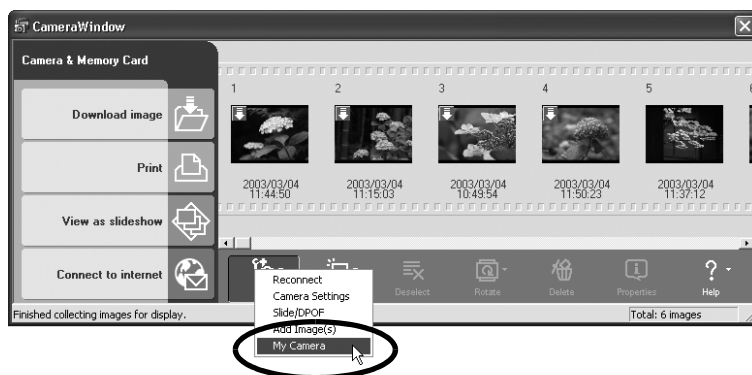 CameraWindow
Camera & Memory Card
Download image
Print
View as slideshow
Connect to internet
1 2 3 4 5
2003/03/04 2003/03/04 2003/03/04 2003/03/04 2003/03/04
11:44:50 11:15:03 10:49:54 11:50:23 11:37:12
Deselect Rotate Delete Properties Help
Reconnect
Camera Settings
Slide/DPOF
Add Image(s)
My Camera
Finished collecting images for display. Total: 6 images